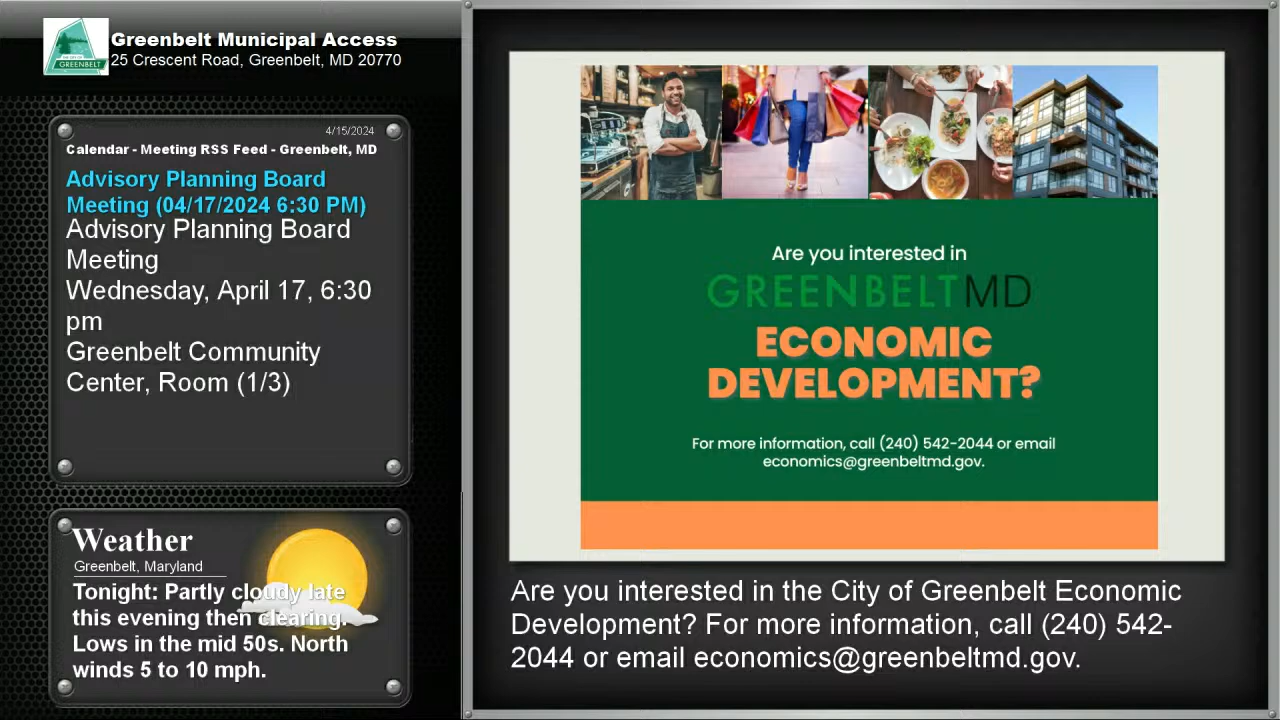 Greenbelt Municipal Access
25 Crescent Road, Greenbelt, MD 20770
GREENBELT
4/15/2024
Calendar - Meeting RSS Feed - Greenbelt, MD
Advisory Planning Board
Meeting (04/17/2024 6:30 PM)
Advisory Planning Board
Meeting
Wednesday, April 17, 6:30
pm
Greenbelt Community
Center, Room (1/3)
Weather
Greenbelt, Maryland
Tonight: Partly cloudy late
this evening then clearing.
Lows in the mid 50s. North
winds 5 to 10 mph.
Are you interested in
GREENBELTMD
ECONOMIC
DEVELOPMENT?
For more information, call (240) 542-2044 or email
economics@greenbeltmd.gov.
Are you interested in the City of Greenbelt Economic
Development? For more information, call (240) 542-
2044 or email economics@greenbeltmd.gov.